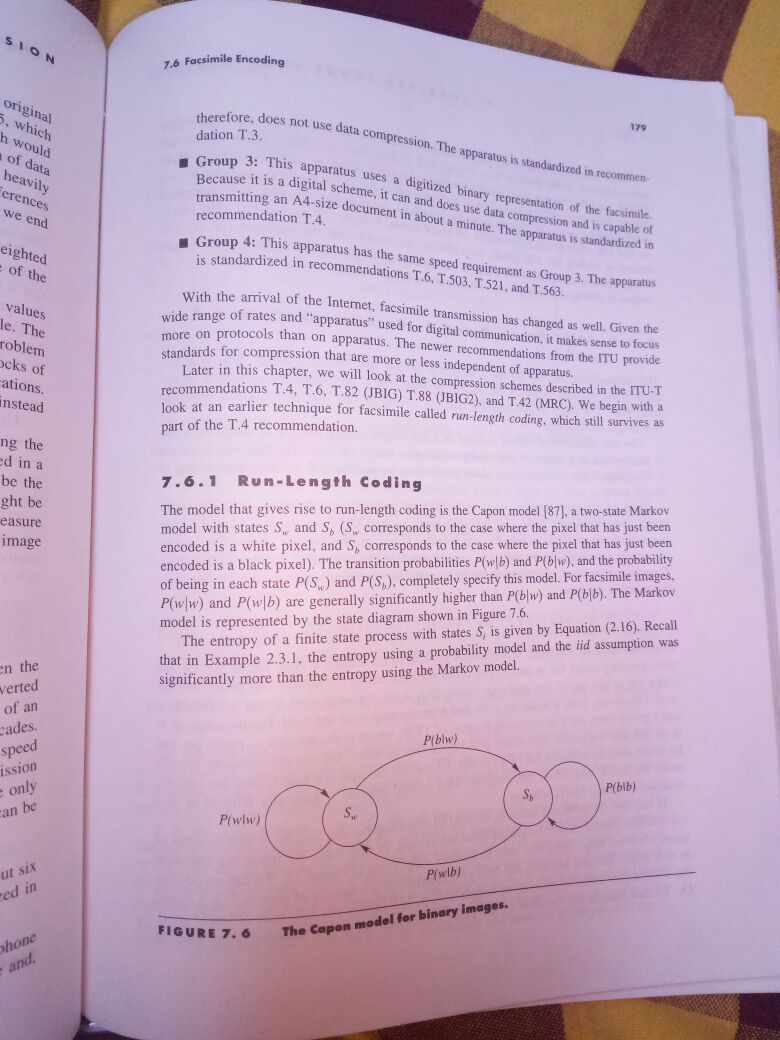 SION
original
5, which
h would
of data
heavily
ferences
we end
eighted
of the
values
le. The
roblem
ocks of
cations.
instead
ng the
ed in a
be the
ght be
easure
image
en the
verted
of an
cades.
speed
ission
only
can be
ut six
zed in
phone
and.
7.6 Facsimile Encoding
179
therefore, does not use data compression. The apparatus is standardized in recommen-
dation T.3.
■ Group 3: This apparatus uses a digitized binary representation of the facsimile.
Because it is a digital scheme, it can and does use data compression and is capable of
transmitting an A4-size document in about a minute. The apparatus is standardized in
recommendation T.4.
■ Group 4: This apparatus has the same speed requirement as Group 3. The apparatus
is standardized in recommendations T.6, T.503, T.521, and T.563.
With the arrival of the Internet, facsimile transmission has changed as well. Given the
wide range of rates and “apparatus” used for digital communication, it makes sense to focus
more on protocols than on apparatus. The newer recommendations from the ITU provide
standards for compression that are more or less independent of apparatus.
Later in this chapter, we will look at the compression schemes described in the ITU-T
recommendations T.4, T.6, T.82 (JBIG) T.88 (JBIG2), and T.42 (MRC). We begin with a
look at an earlier technique for facsimile called run-length coding, which still survives as
part of the T.4 recommendation.
7.6.1 Run-Length Coding
The model that gives rise to run-length coding is the Capon model [87], a two-state Markov
model with states Sw and Sb (Sw corresponds to the case where the pixel that has just been
encoded is a white pixel, and Sb corresponds to the case where the pixel that has just been
encoded is a black pixel). The transition probabilities P(w|b) and P(b|w), and the probability
of being in each state P(Sw) and P(Sb), completely specify this model. For facsimile images,
P(w|w) and P(w|b) are generally significantly higher than P(b|w) and P(b|b). The Markov
model is represented by the state diagram shown in Figure 7.6.
The entropy of a finite state process with states Si is given by Equation (2.16). Recall
that in Example 2.3.1, the entropy using a probability model and the iid assumption was
significantly more than the entropy using the Markov model.
P(b|w)
P(w|w)
Sw
Sb
P(b|b)
P(w|b)
FIGURE 7.6 The Capon model for binary images.